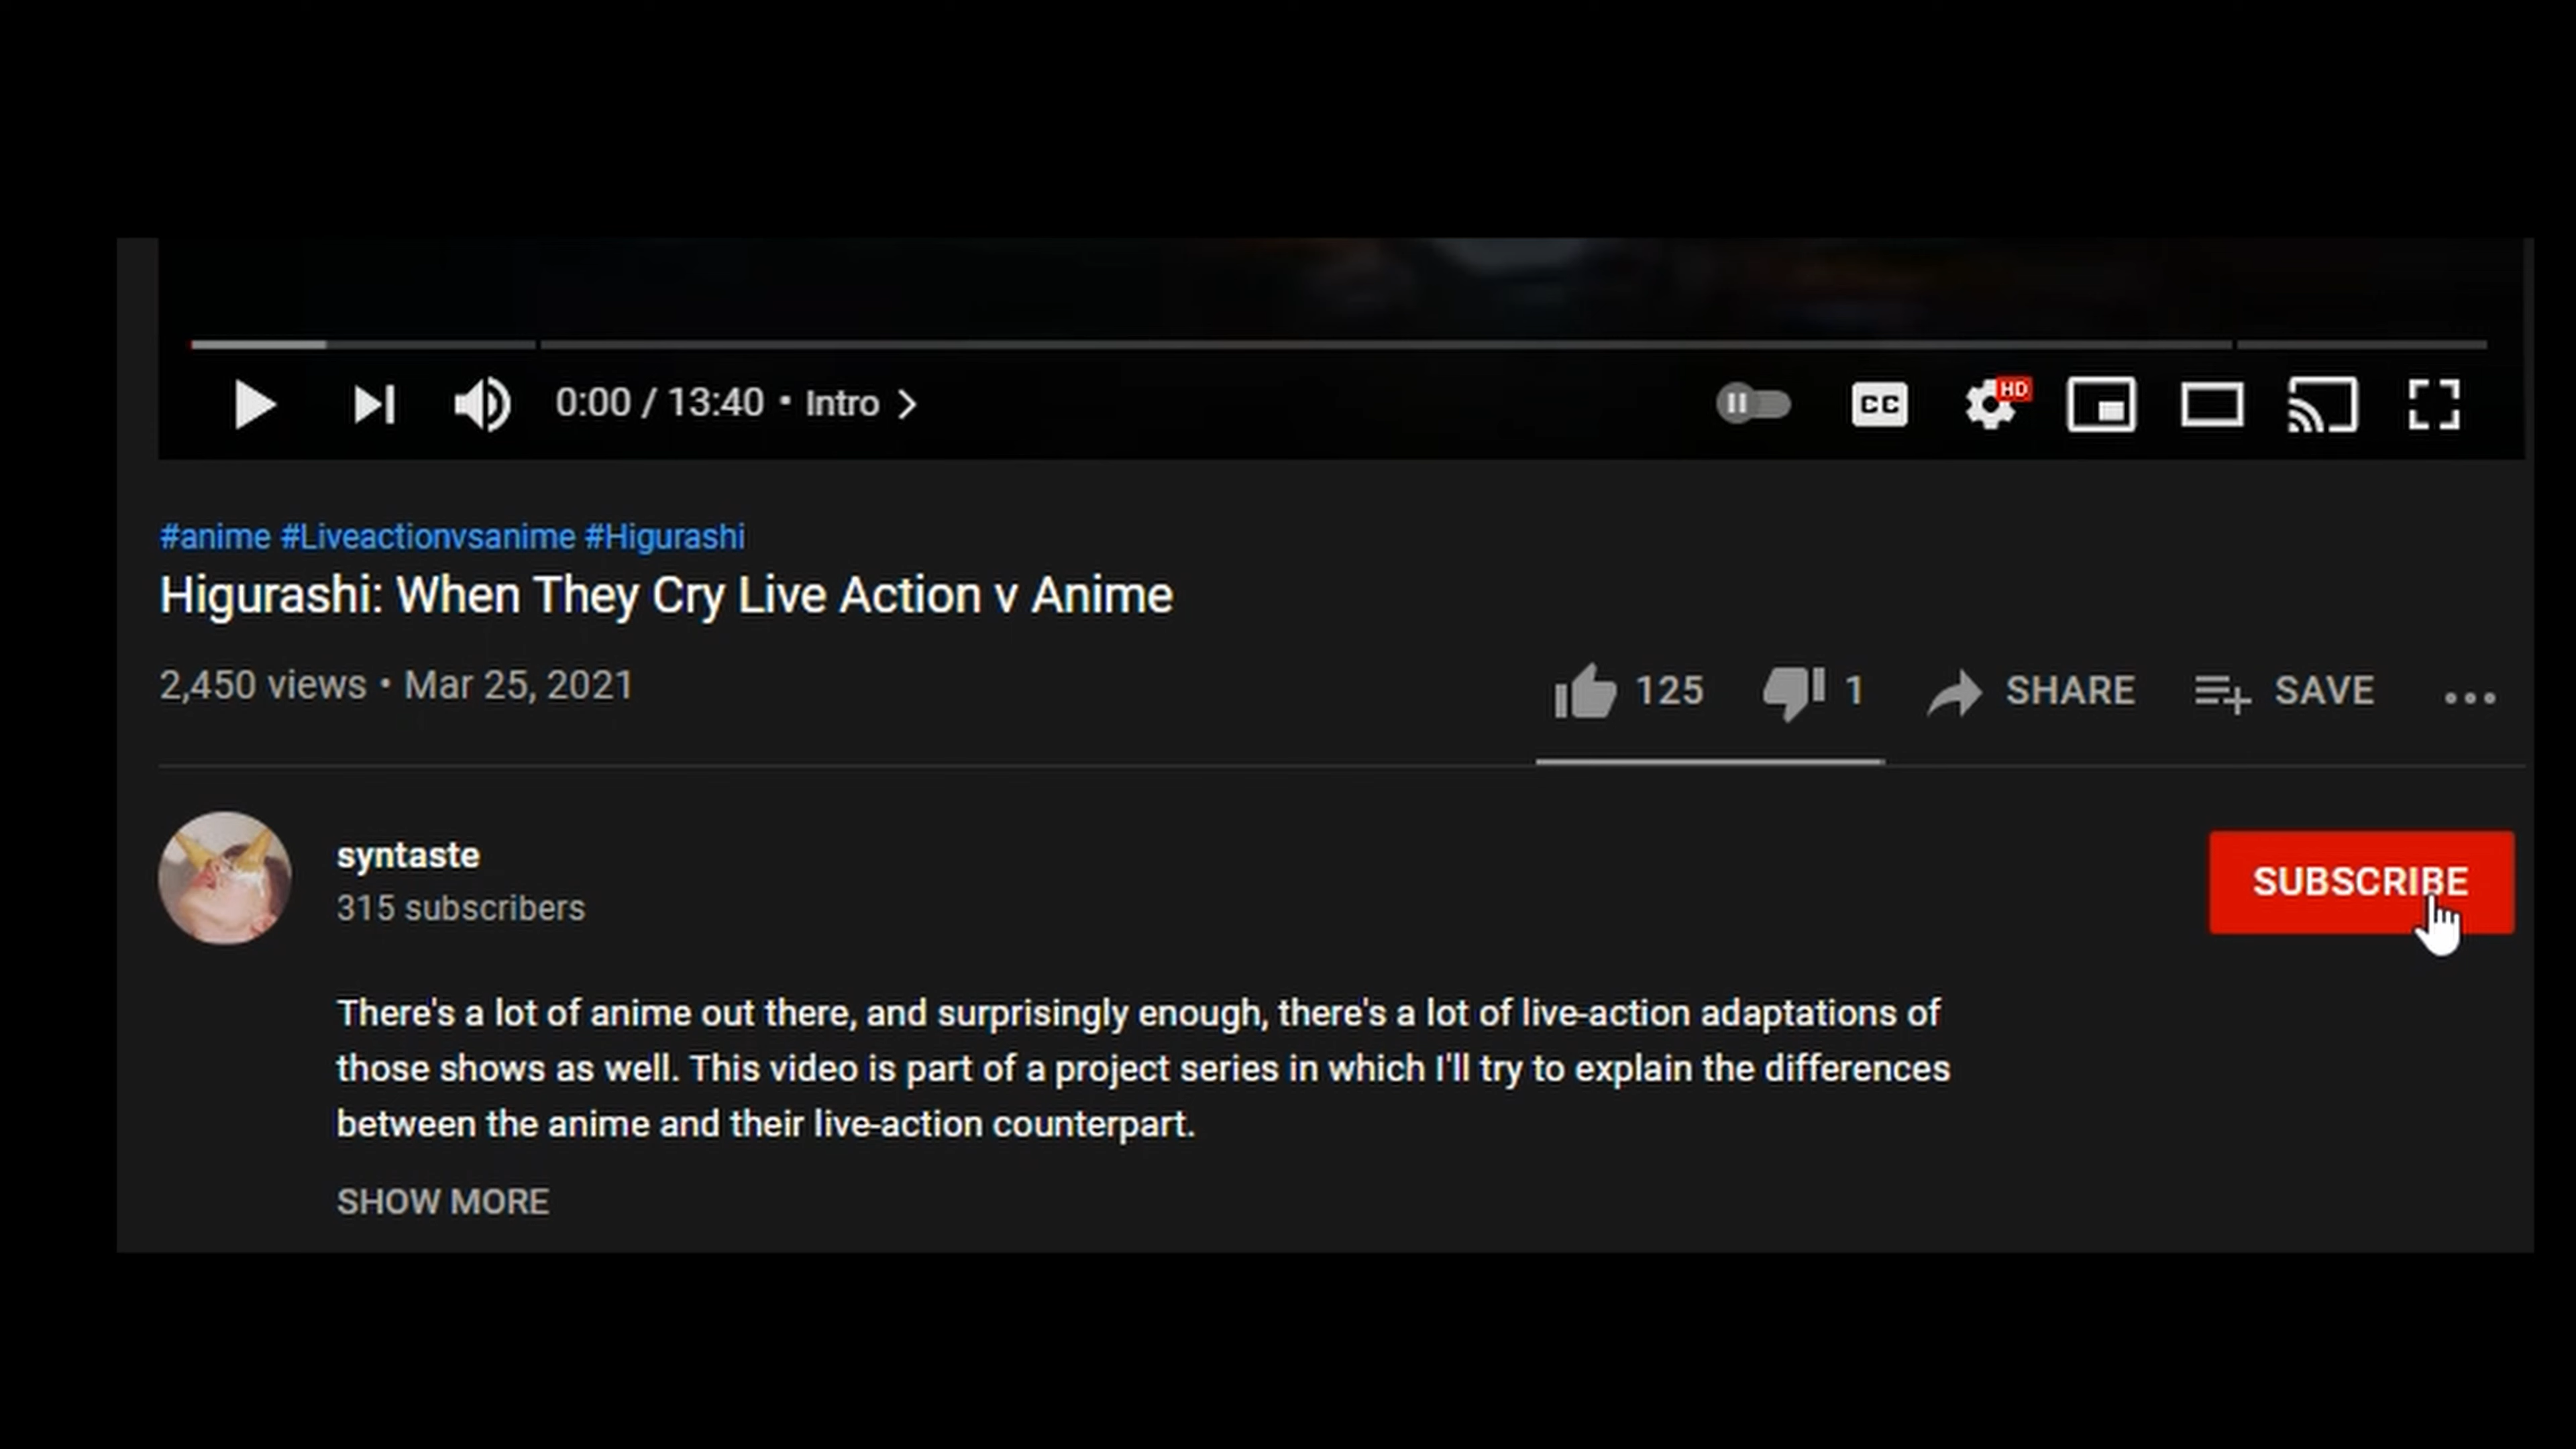 0:00 / 13:40 • Intro
CC
HD
#anime #Liveactionvsanime #Higurashi
Higurashi: When They Cry Live Action v Anime
2,450 views • Mar 25, 2021
125
1
SHARE
SAVE
syntaste
315 subscribers
SUBSCRIBE
There's a lot of anime out there, and surprisingly enough, there's a lot of live-action adaptations of
those shows as well. This video is part of a project series in which I'll try to explain the differences
between the anime and their live-action counterpart.
SHOW MORE